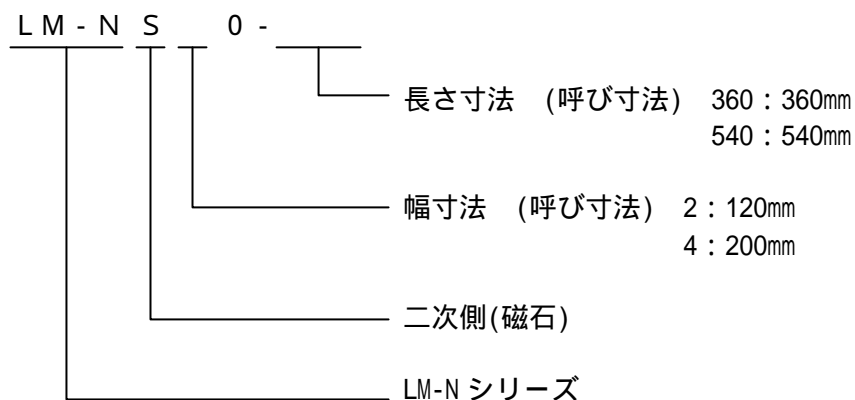 LM-NS 0-
長さ寸法 (呼び寸法) 360：360㎜
540：540㎜
幅寸法 (呼び寸法) 2：120㎜
4：200㎜
二次側(磁石)
LM-Nシリーズ